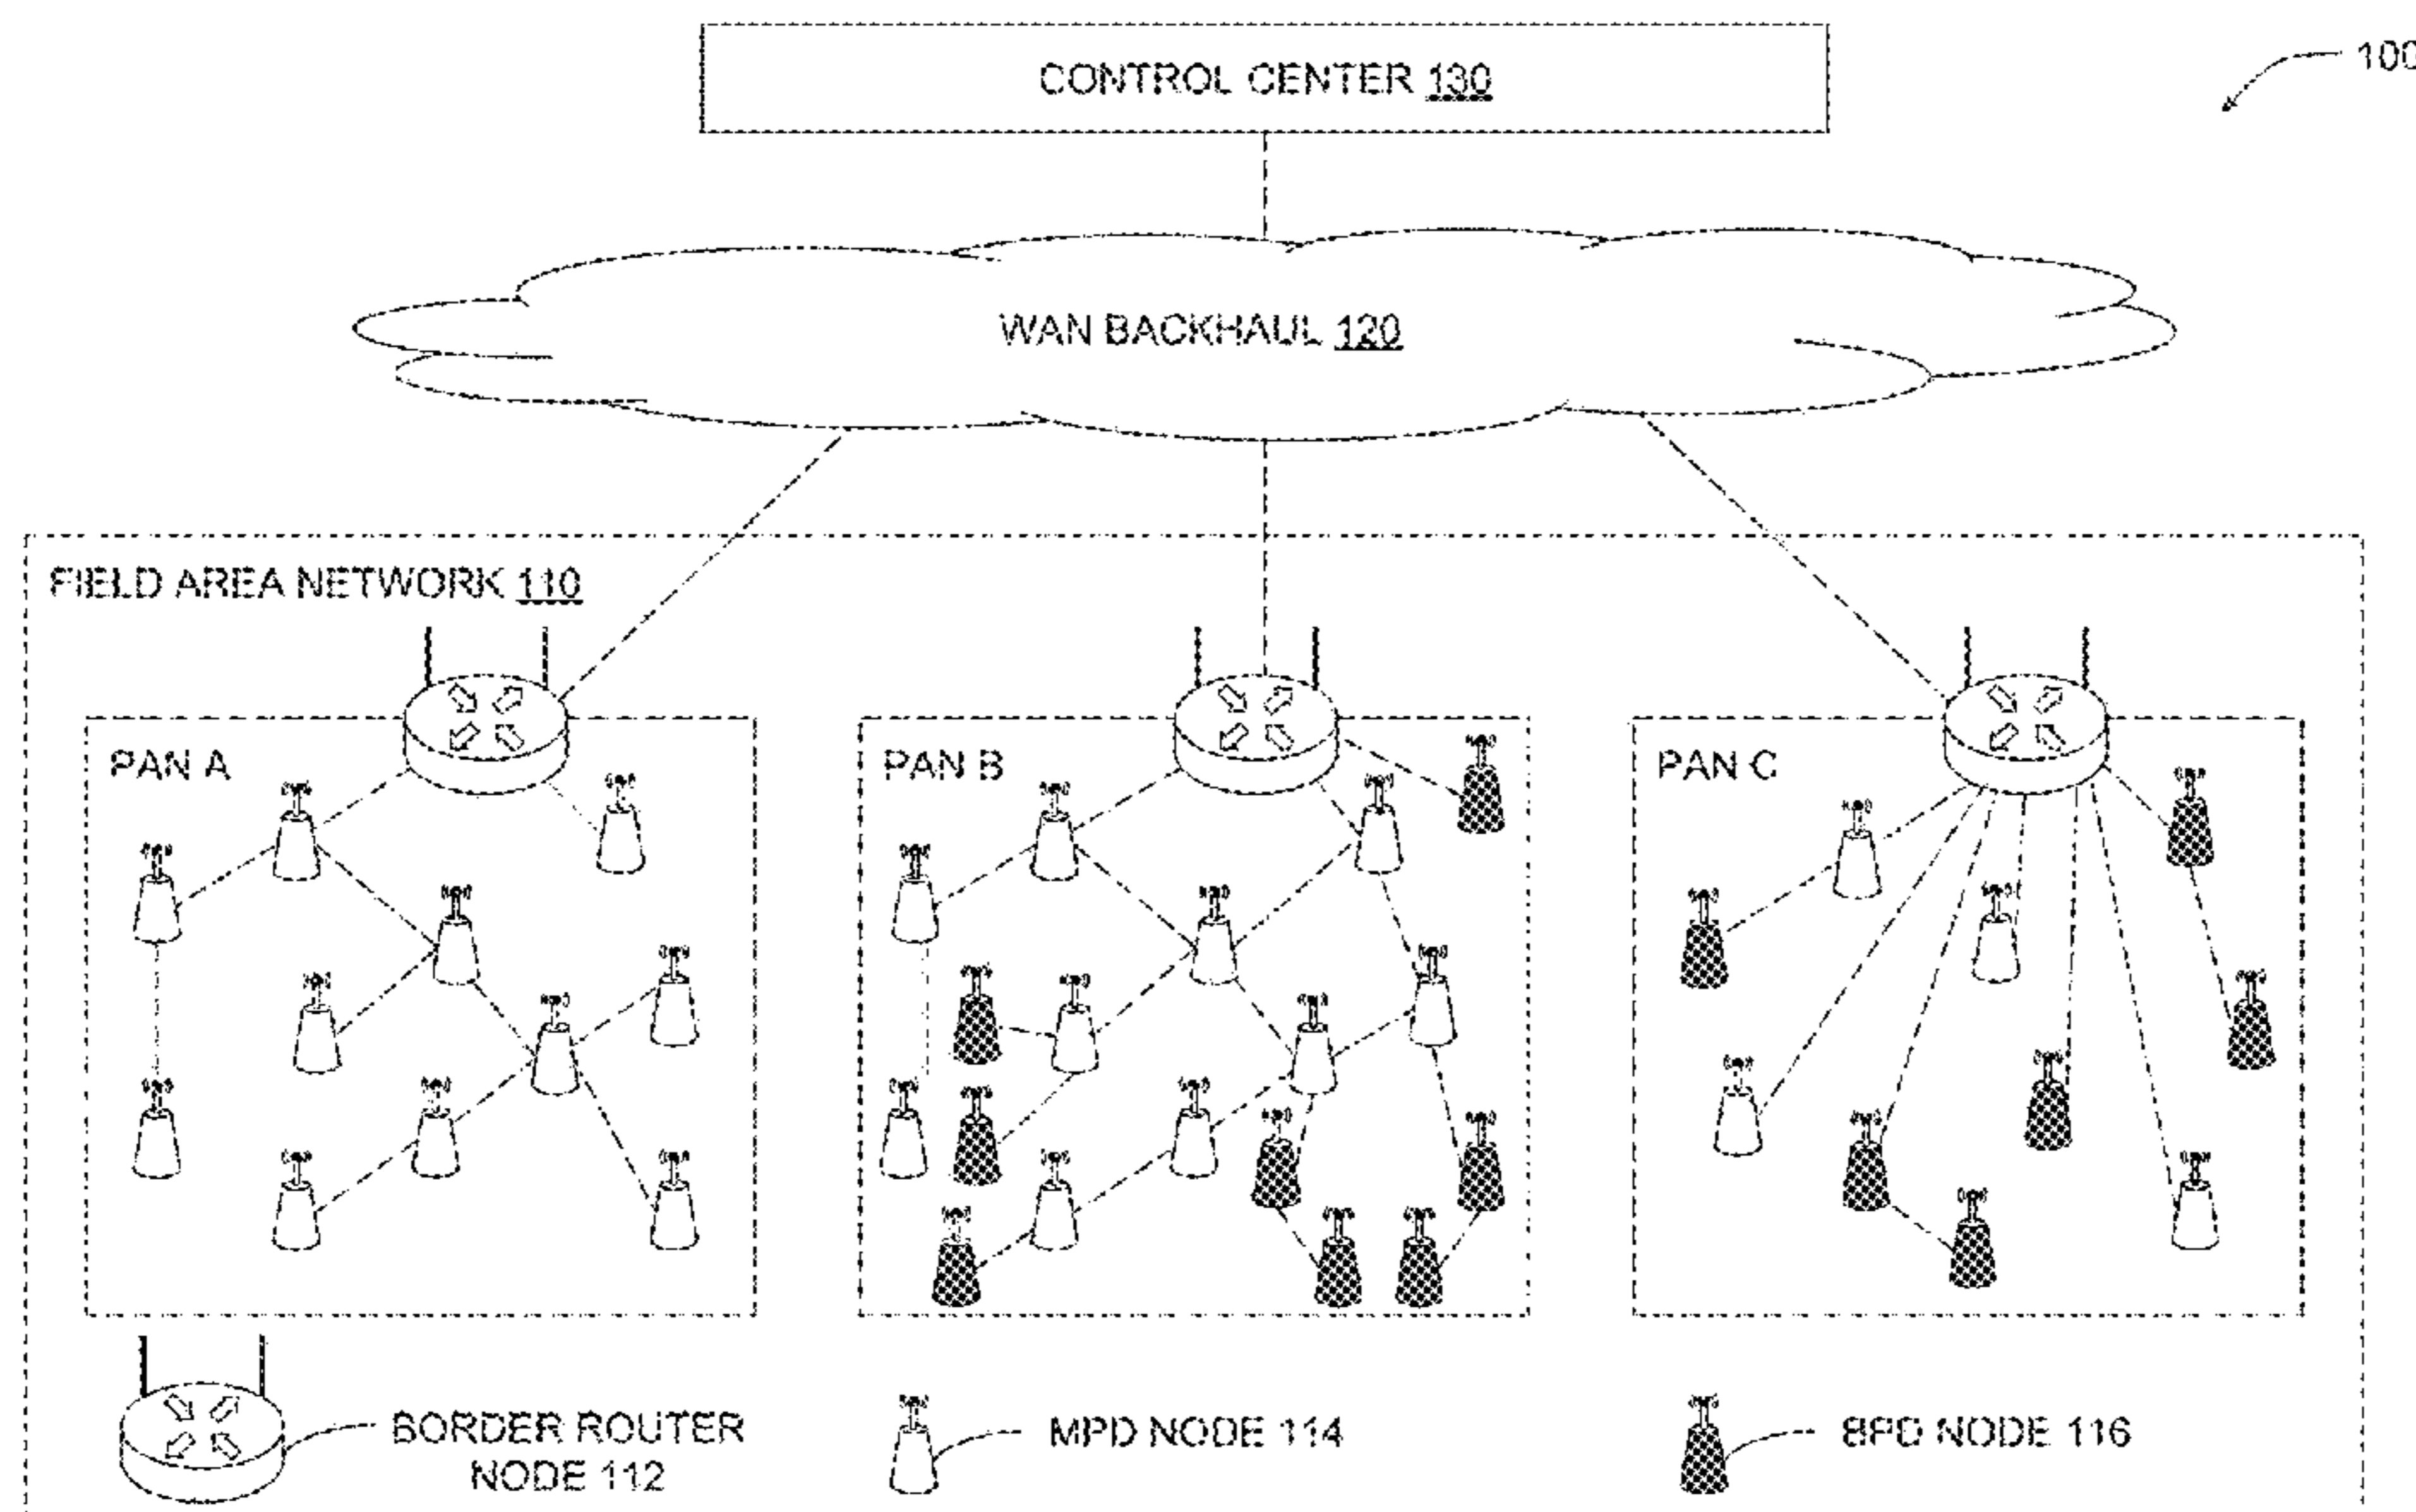 CONTROL CENTER 130
100
WAN BACKHAUL 120
FIELD AREA NETWORK 110
PAN A
PAN B
PAN C
BORDER ROUTER
NODE 112
MPD NODE 114
BPD NODE 116